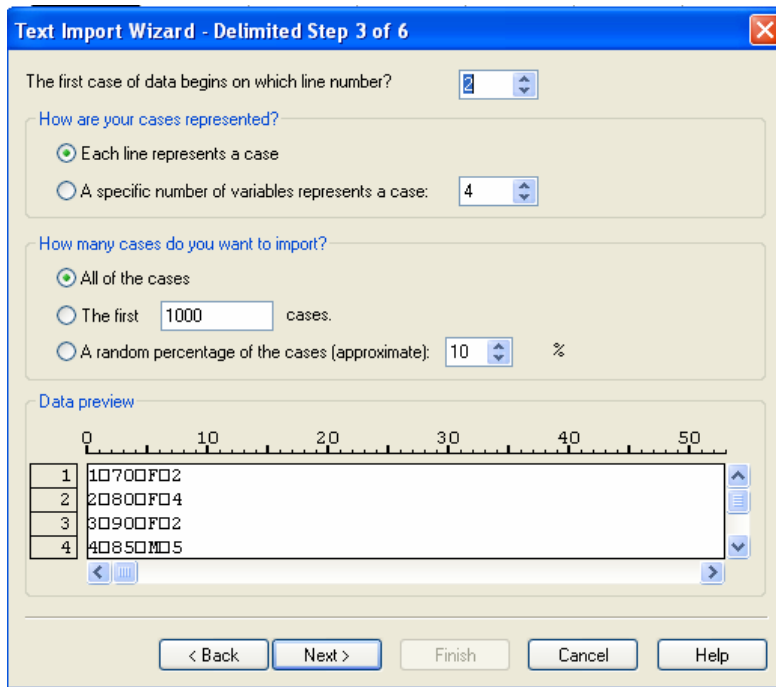 Text Import Wizard - Delimited Step 3 of 6
The first case of data begins on which line number? 2
How are your cases represented?
Each line represents a case
A specific number of variables represents a case: 4
How many cases do you want to import?
All of the cases
The first 1000 cases.
A random percentage of the cases (approximate): 10 %
Data preview
0 10 20 30 40 50
1 1□70□F□2
2 2□80□F□4
3 3□90□F□2
4 4□85□M□5
< Back Next > Finish Cancel Help